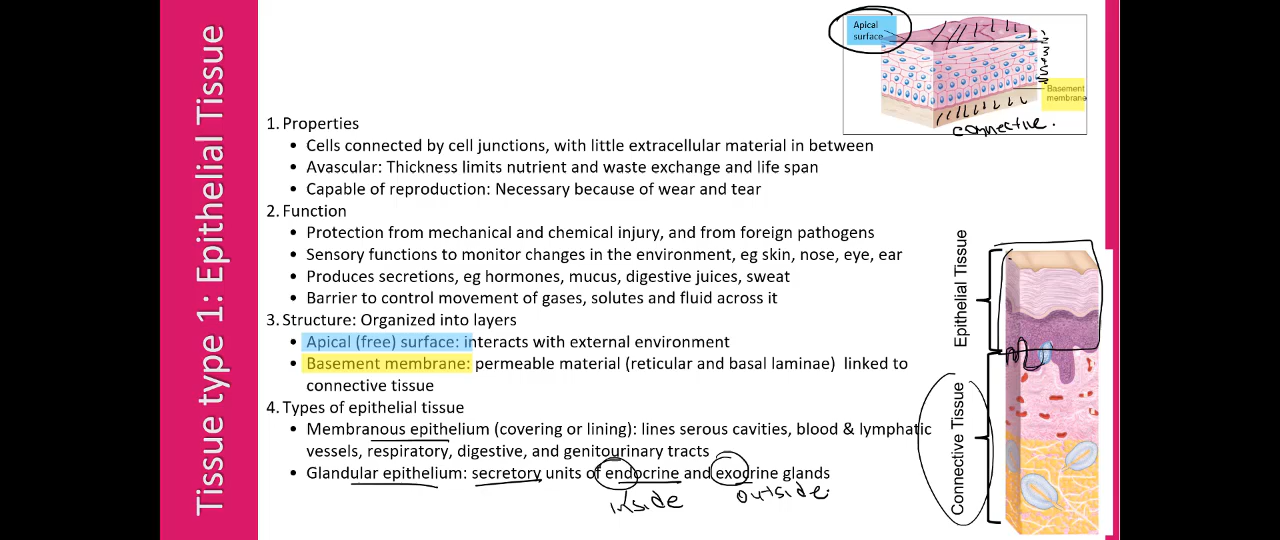 Tissue type 1: Epithelial Tissue
Apical
surface
Basement
membrane
connective.
1. Properties
• Cells connected by cell junctions, with little extracellular material in between
• Avascular: Thickness limits nutrient and waste exchange and life span
• Capable of reproduction: Necessary because of wear and tear
2. Function
• Protection from mechanical and chemical injury, and from foreign pathogens
• Sensory functions to monitor changes in the environment, eg skin, nose, eye, ear
• Produces secretions, eg hormones, mucus, digestive juices, sweat
• Barrier to control movement of gases, solutes and fluid across it
3. Structure: Organized into layers
• Apical (free) surface: interacts with external environment
• Basement membrane: permeable material (reticular and basal laminae) linked to
connective tissue
4. Types of epithelial tissue
• Membranous epithelium (covering or lining): lines serous cavities, blood & lymphatic
vessels, respiratory, digestive, and genitourinary tracts
• Glandular epithelium: secretory units of endocrine and exocrine glands
inside
outside
Epithelial Tissue
Connective Tissue